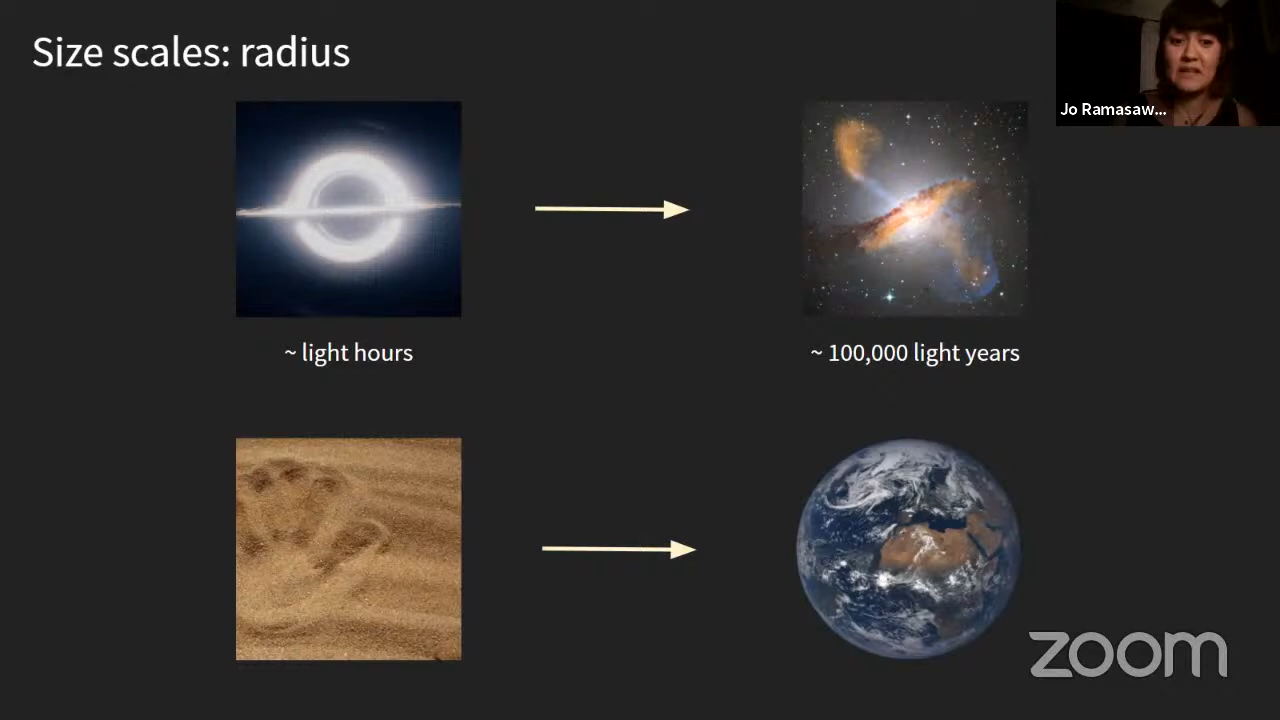 Size scales: radius
Jo Ramasaw...
~ light hours
~ 100,000 light years
zoom